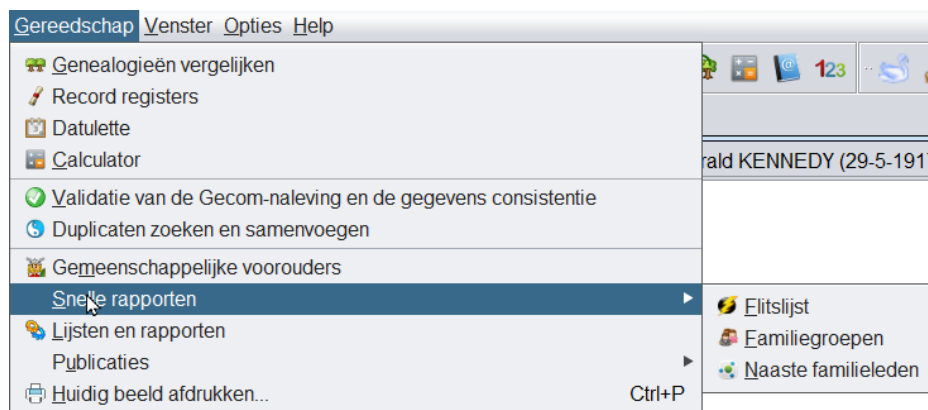 Gereedschap Venster Opties Help
Genealogieën vergelijken
Record registers
123
Datulette
Calculator
rald KENNEDY (29-5-191
Validatie van de Gecom-naleving en de gegevens consistentie
Duplicaten zoeken en samenvoegen
Gemeenschappelijke voorouders
Snelle rapporten
Flitslijst
Lijsten en rapporten
Familiegroepen
Publicaties
Naaste familieleden
Huidig beeld afdrukken... Ctrl+P